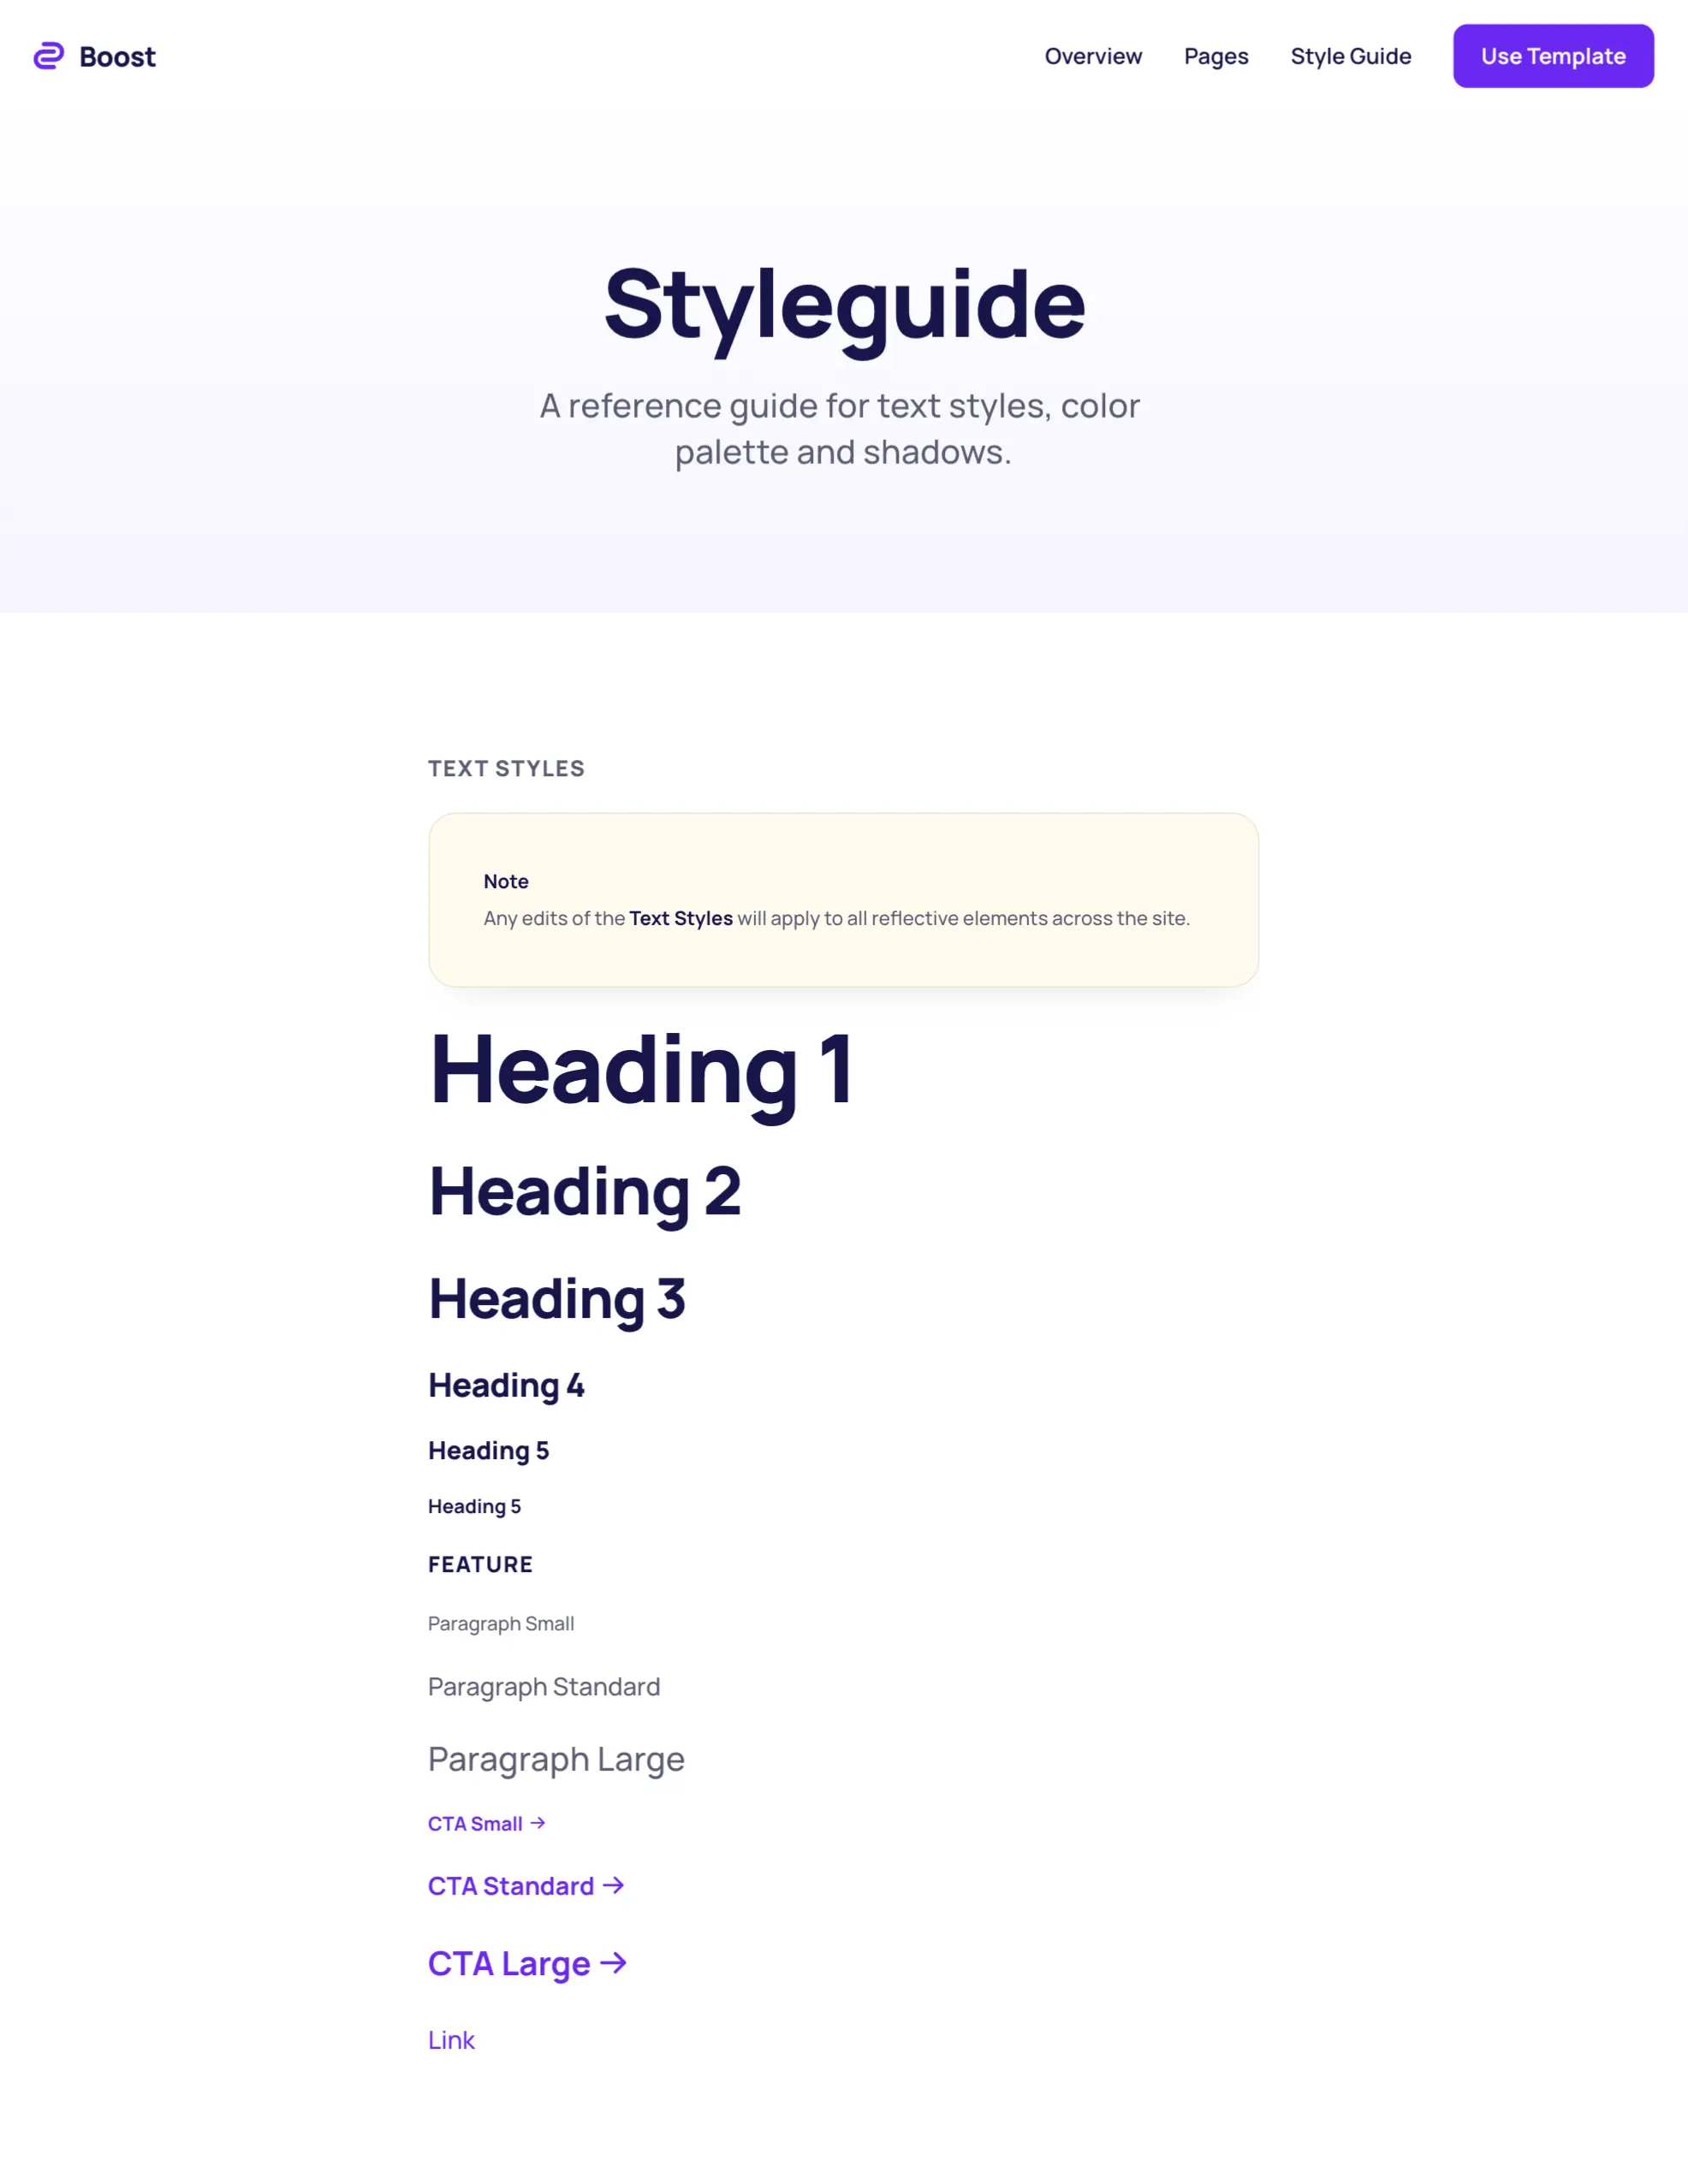 Boost
Overview
Pages
Style Guide
Use Template
Styleguide
A reference guide for text styles, color
palette and shadows.
TEXT STYLES
Note
Any edits of the Text Styles will apply to all reflective elements across the site.
Heading 1
Heading 2
Heading 3
Heading 4
Heading 5
Heading 5
FEATURE
Paragraph Small
Paragraph Standard
Paragraph Large
CTA Small →
CTA Standard →
CTA Large →
Link